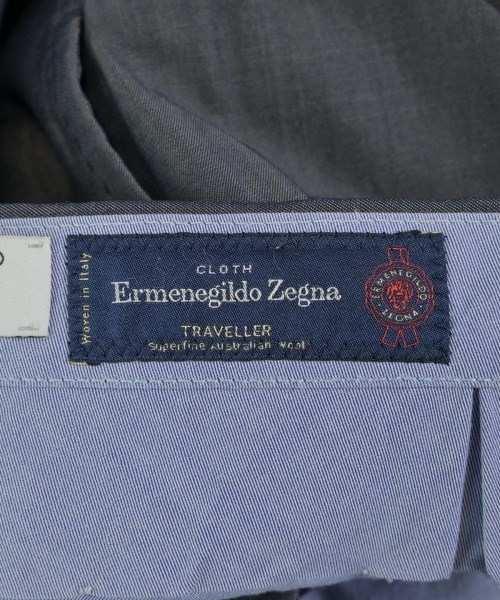 Woven in Italy
CLOTH
Ermenegildo Zegna
TRAVELLER
Superfine Australian Wool
ERMENEGILDO
ZEGNA